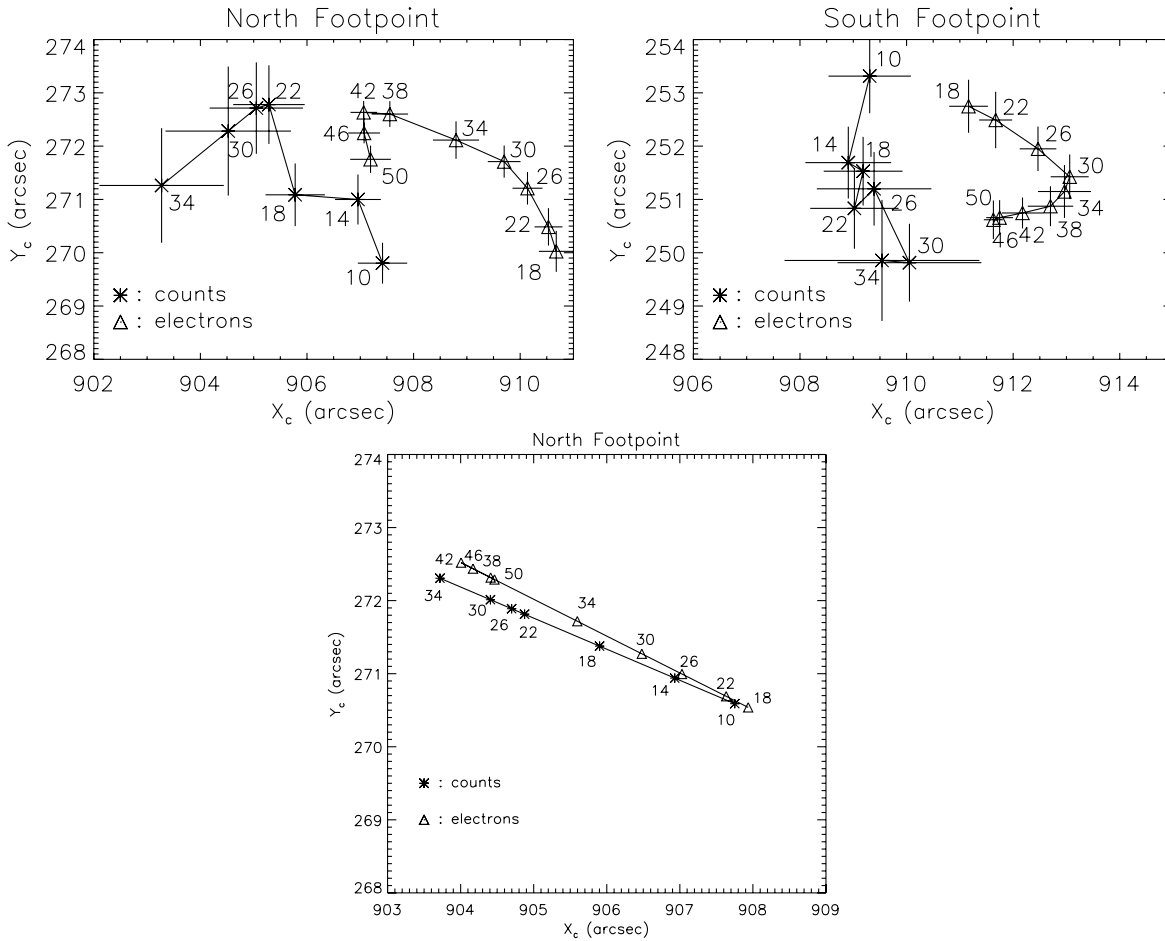 North Footpoint
274
273
272
271
270
269
268
Y_c (arcsec)
26 22 42 38
30 46 34
34 50 30
18 14 26
10 22
18
* : counts
△ : electrons
902 904 906 908 910
X_c (arcsec)
South Footpoint
254
253
252
251
250
249
248
Y_c (arcsec)
10
18 22
14 18 26
30
22 26 50 34
46 42 38
34 30
* : counts
△ : electrons
906 908 910 912 914
X_c (arcsec)
North Footpoint
274
273
272
271
270
269
268
Y_c (arcsec)
42 46 38 50
34 30 26 22 34
18 30
14 26
10 22 18
* : counts
△ : electrons
903 904 905 906 907 908 909
X_c (arcsec)